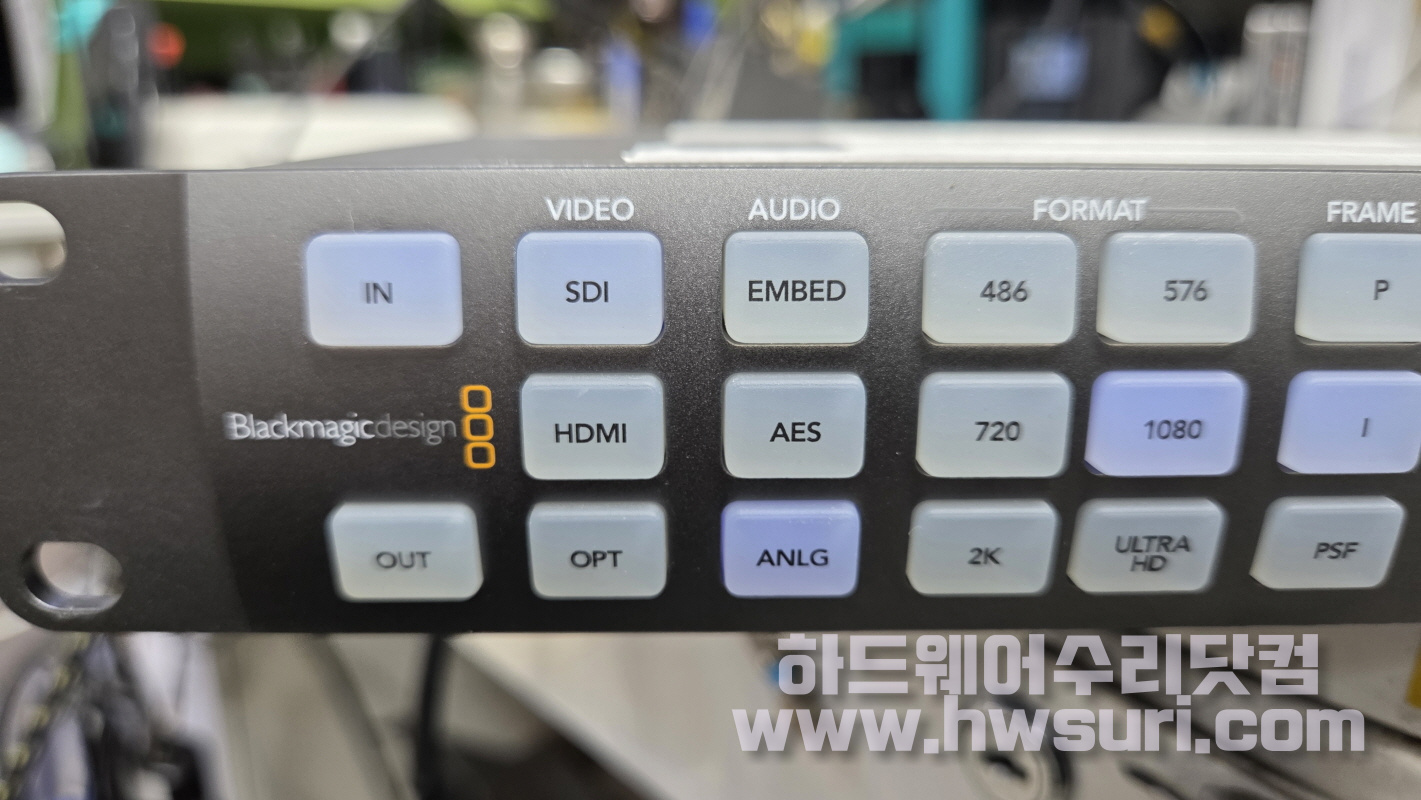 VIDEO AUDIO FORMAT FRAME
IN SDI EMBED 486 576 P
Blackmagicdesign HDMI AES 720 1080 I
OUT OPT ANLG 2K ULTRA HD PSF
하드웨어수리닷컴
www.hwsuri.com